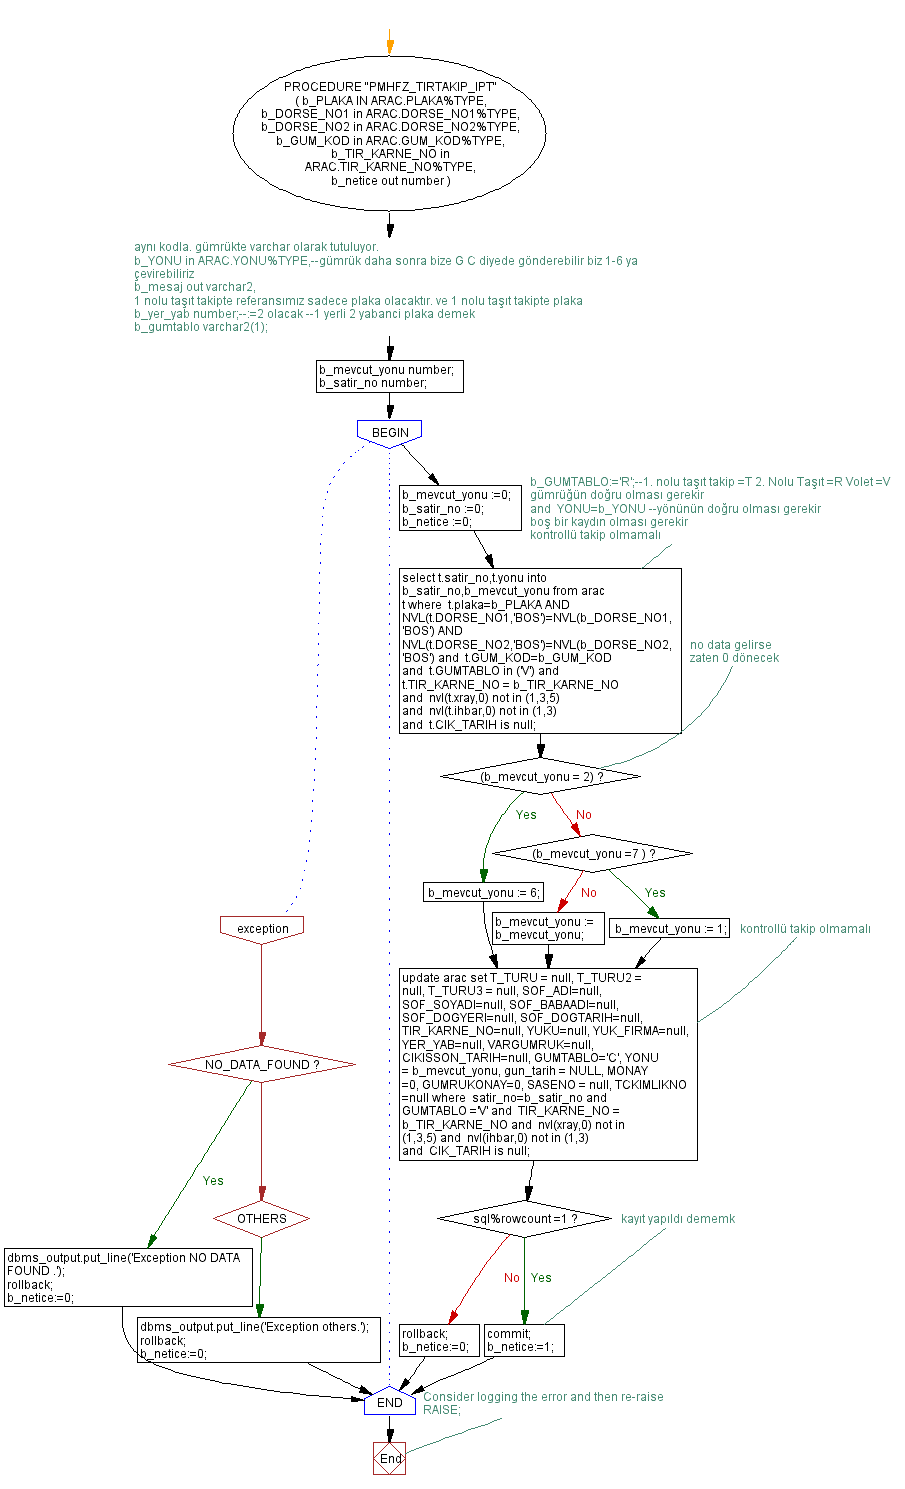 PROCEDURE "PMHFZ_TIRTAKIP_IPT"
( b_PLAKA IN ARAC.PLAKA%TYPE,
b_DORSE_NO1 in ARAC.DORSE_NO1%TYPE,
b_DORSE_NO2 in ARAC.DORSE_NO2%TYPE,
b_GUM_KOD in ARAC.GUM_KOD%TYPE,
b_TIR_KARNE_NO in
ARAC.TIR_KARNE_NO%TYPE,
b_netice out number )
aynı kodla. gümrükte varchar olarak tutuluyor.
b_YONU in ARAC.YONU%TYPE,--gümrük daha sonra bize G C diyede gönderebilir biz 1-6 ya
çevirebiliriz
b_mesaj out varchar2,
1 nolu taşıt takipte referansımız sadece plaka olacaktır. ve 1 nolu taşıt takipte plaka
b_yer_yab number;--:=2 olacak --1 yerli 2 yabanci plaka demek
b_gumtablo varchar2(1);
b_mevcut_yonu number;
b_satir_no number;
BEGIN
b_mevcut_yonu :=0;
b_satir_no :=0;
b_netice :=0;
b_GUMTABLO:='R';--1. nolu taşıt takip =T 2. Nolu Taşıt =R Volet =V
gümrüğün doğru olması gerekir
and  YONU=b_YONU --yönünün doğru olması gerekir
boş bir kaydın olması gerekir
kontrollü takip olmamalı
select t.satir_no,t.yonu into
b_satir_no,b_mevcut_yonu from arac
t where  t.plaka=b_PLAKA AND
NVL(t.DORSE_NO1,'BOS')=NVL(b_DORSE_NO1,
'BOS') AND
NVL(t.DORSE_NO2,'BOS')=NVL(b_DORSE_NO2,
'BOS') and  t.GUM_KOD=b_GUM_KOD
and  t.GUMTABLO in ('V') and
t.TIR_KARNE_NO = b_TIR_KARNE_NO
and  nvl(t.xray,0) not in (1,3,5)
and  nvl(t.ihbar,0) not in (1,3)
and  t.CIK_TARIH is null;
no data gelirse
zaten 0 dönecek
(b_mevcut_yonu = 2) ?
Yes
No
(b_mevcut_yonu =7 ) ?
No
Yes
b_mevcut_yonu := 6;
b_mevcut_yonu :=
b_mevcut_yonu;
b_mevcut_yonu := 1;
kontrollü takip olmamalı
exception
update arac set T_TURU = null, T_TURU2 =
null, T_TURU3 = null, SOF_ADI=null,
SOF_SOYADI=null, SOF_BABAADI=null,
SOF_DOGYERI=null, SOF_DOGTARIH=null,
TIR_KARNE_NO=null, YUKU=null, YUK_FIRMA=null,
YER_YAB=null, VARGUMRUK=null,
CIKISSON_TARIH=null, GUMTABLO='C', YONU
= b_mevcut_yonu, gun_tarih = NULL, MONAY
=0, GUMRUKONAY=0, SASENO = null, TCKIMLIKNO
=null where  satir_no=b_satir_no and
GUMTABLO ='V' and  TIR_KARNE_NO =
b_TIR_KARNE_NO and  nvl(xray,0) not in
(1,3,5) and  nvl(ihbar,0) not in (1,3)
and  CIK_TARIH is null;
NO_DATA_FOUND ?
Yes
OTHERS
sql%rowcount =1 ?
kayıt yapıldı dememk
No
Yes
dbms_output.put_line('Exception NO DATA
FOUND .');
rollback;
b_netice:=0;
dbms_output.put_line('Exception others.');
rollback;
b_netice:=0;
rollback;
b_netice:=0;
commit;
b_netice:=1;
END
Consider logging the error and then re-raise
RAISE;
End